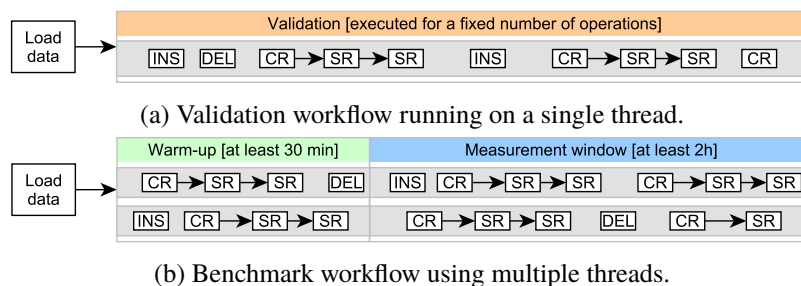 Validation [executed for a fixed number of operations]
Load
data
INS DEL CR SR SR INS CR SR SR CR
(a) Validation workflow running on a single thread.
Warm-up [at least 30 min] Measurement window [at least 2h]
Load
data
CR SR SR DEL INS CR SR SR CR SR SR
INS CR SR SR CR SR SR DEL CR SR
(b) Benchmark workflow using multiple threads.